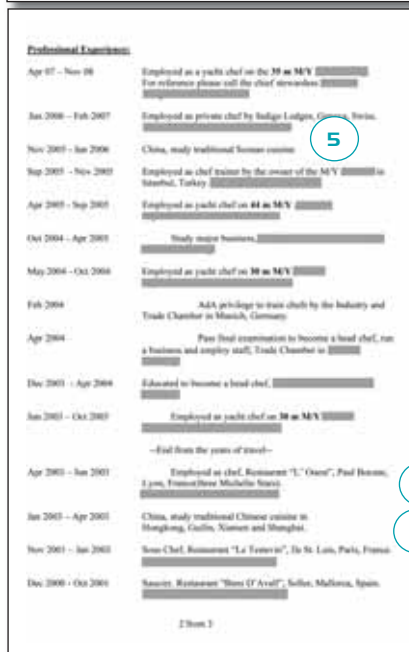 Professional Experience:
Apr 07 – Nov 08 Employed as a yacht chef on the 35 m M/Y
For reference please call the chief stewardess
Jun 2006 – Feb 2007 Employed as private chef by Indigo Lodges, Geneva, Swiss.
5
Nov 2005 - Jan 2006 China, study traditional cuisine
Sep 2005 - Nov 2005 Employed as chef trainer by the owner of the M/Y in
Istanbul, Turkey.
Apr 2005 - Sep 2005 Employed as yacht chef on 44 m M/Y
Oct 2004 – Apr 2005 Study major business,
May 2004 – Oct 2004 Employed as yacht chef on 30 m M/Y
Feb 2004 AdA privilege to train chefs by the Industry and
Trade Chamber in Munich, Germany.
Apr 2004 Pass final examination to become a head chef, run
a business and employ staff, Trade Chamber in
Dec 2003 - Apr 2004 Educated to become a head chef,
Jun 2003 – Oct 2003 Employed as yacht chef on 30 m M/Y
--End from the years of travel--
Apr 2003 – Jun 2003 Employed as chef, Restaurant "L' Ouest", Paul Bocuse,
Lyon, France(three Michelin Stars).
Jan 2003 – Apr 2003 China, study traditional Chinese cuisine in
Hongkong, Guilin, Xiamen and Shanghai.
Nov 2001 – Jan 2003 Sous Chef, Restaurant Ile St. Luis, Paris, France
Dec 2000 - Oct 2001 Saucier, Restaurant "Bens D'Avall", Soller, Mallorca, Spain.
2 from 3